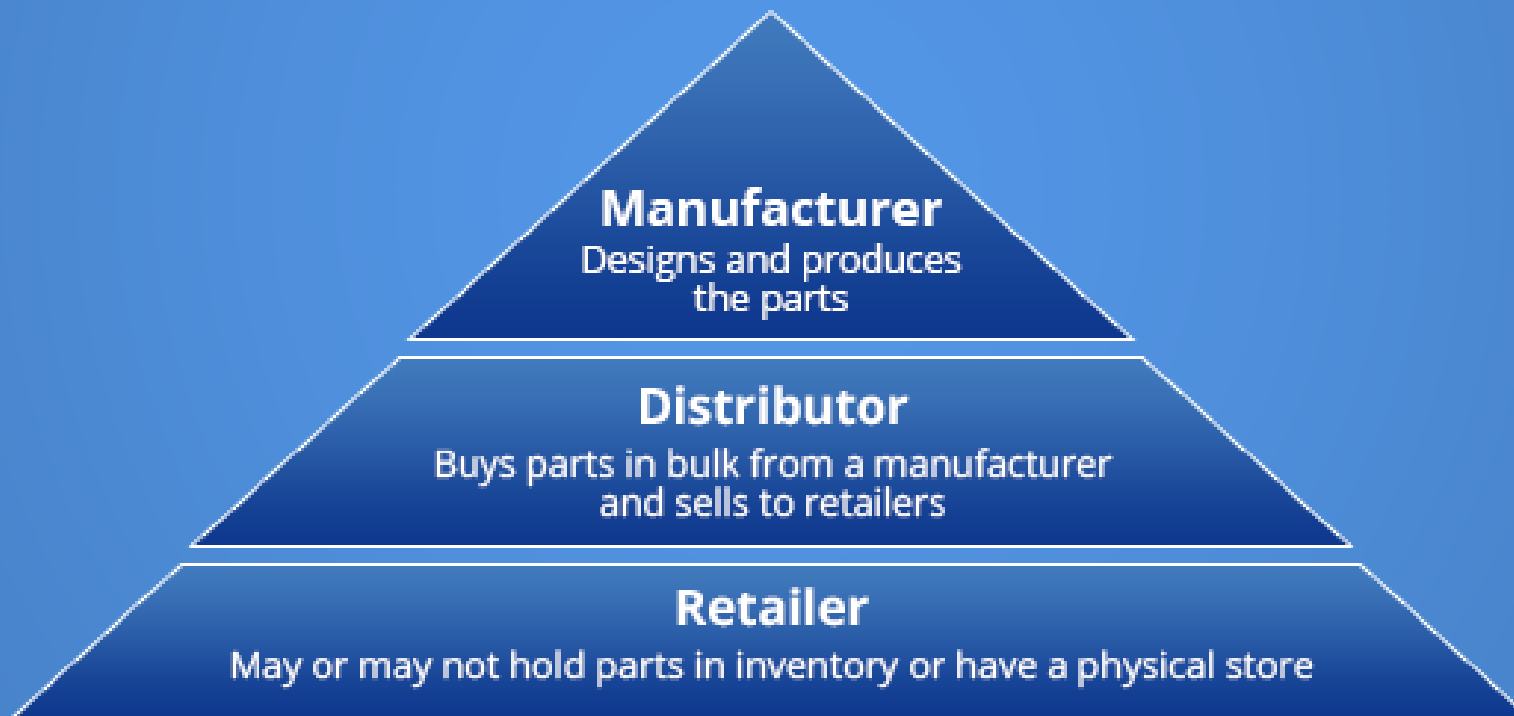 Manufacturer
Designs and produces
the parts
Distributor
Buys parts in bulk from a manufacturer
and sells to retailers
Retailer
May or may not hold parts in inventory or have a physical store